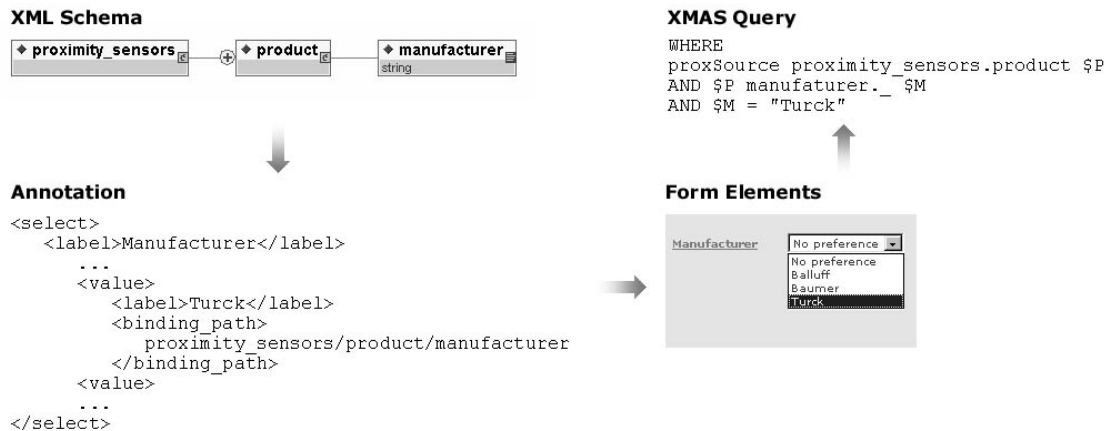 XML Schema
proximity_sensors
product
manufacturer
string
Annotation
<select>
<label>Manufacturer</label>
...
<value>
<label>Turck</label>
<binding_path>
proximity_sensors/product/manufacturer
</binding_path>
<value>
...
</select>
XMAS Query
WHERE
proxSource proximity_sensors.product $P
AND $P manufaturer._ $M
AND $M = "Turck"
Form Elements
Manufacturer
No preference
No preference
Balluff
Baumer
Turck